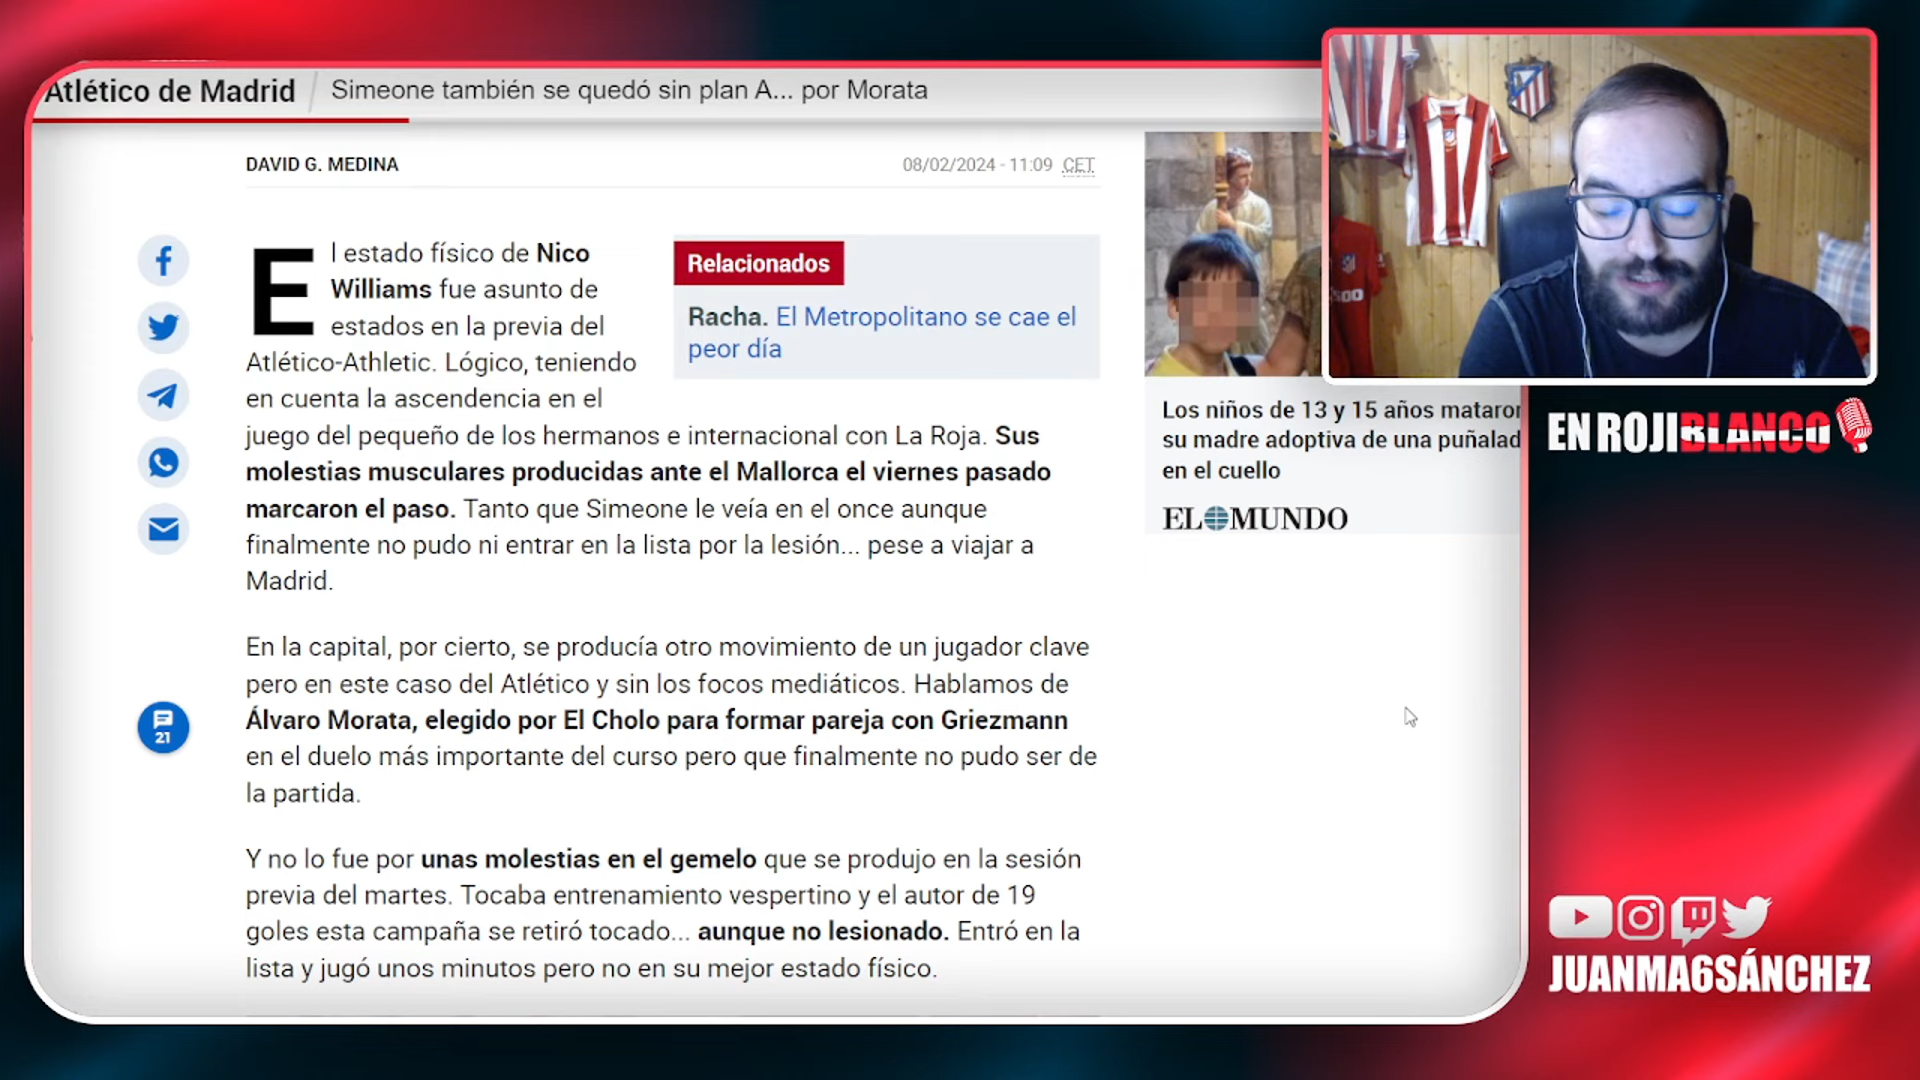 Atlético de Madrid
Simeone también se quedó sin plan A... por Morata
DAVID G. MEDINA
08/02/2024 - 11:09 CET
El estado físico de Nico
Williams fue asunto de
estados en la previa del
Atlético-Athletic. Lógico, teniendo
en cuenta la ascendencia en el
juego del pequeño de los hermanos e internacional con La Roja. Sus
molestias musculares producidas ante el Mallorca el viernes pasado
marcaron el paso. Tanto que Simeone le veía en el once aunque
finalmente no pudo ni entrar en la lista por la lesión... pese a viajar a
Madrid.
Relacionados
Racha. El Metropolitano se cae el
peor día
En la capital, por cierto, se producía otro movimiento de un jugador clave
pero en este caso del Atlético y sin los focos mediáticos. Hablamos de
Álvaro Morata, elegido por El Cholo para formar pareja con Griezmann
en el duelo más importante del curso pero que finalmente no pudo ser de
la partida.
21
Y no lo fue por unas molestias en el gemelo que se produjo en la sesión
previa del martes. Tocaba entrenamiento vespertino y el autor de 19
goles esta campaña se retiró tocado... aunque no lesionado. Entró en la
lista y jugó unos minutos pero no en su mejor estado físico.
Los niños de 13 y 15 años mataron
su madre adoptiva de una puñalad
en el cuello
EL MUNDO
EN ROJIBLANCO
JUANMA6SÁNCHEZ